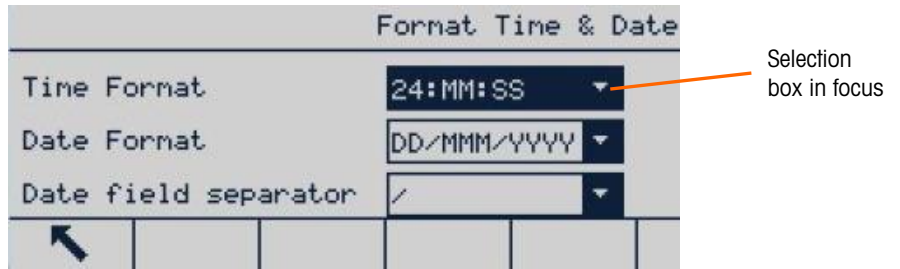 Format Time & Date
Time Format 24:MM:SS
Date Format DD/MMM/YYYY
Date field separator /
Selection
box in focus